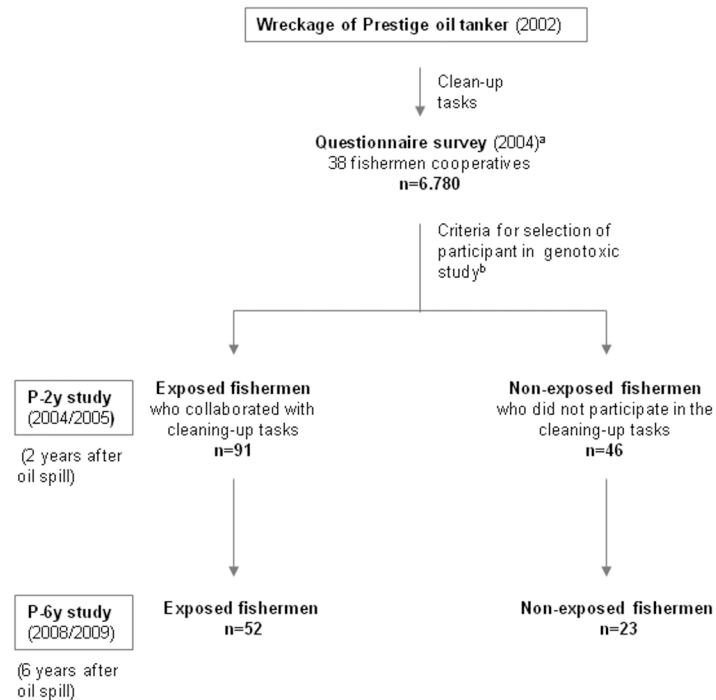 Wreckage of Prestige oil tanker (2002)
Clean-up
tasks
Questionnaire survey (2004)ª
38 fishermen cooperatives
n=6.780
Criteria for selection of
participant in genotoxic
studyᵇ
P-2y study
(2004/2005)
(2 years after
oil spill)
Exposed fishermen
who collaborated with
cleaning-up tasks
n=91
Non-exposed fishermen
who did not participate in the
cleaning-up tasks
n=46
P-6y study
(2008/2009)
(6 years after
oil spill)
Exposed fishermen
n=52
Non-exposed fishermen
n=23